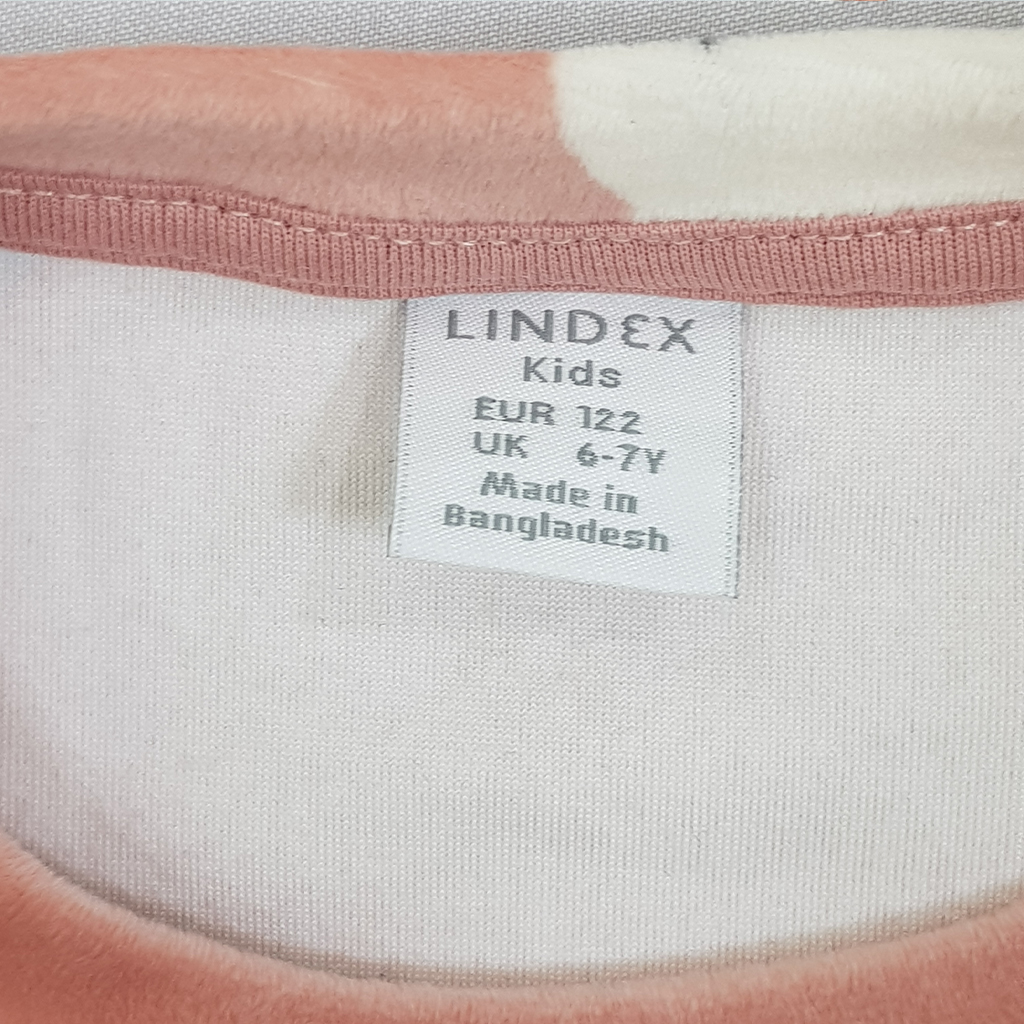 LINDEX
Kids
EUR 122
UK 6-7Y
Made in
Bangladesh